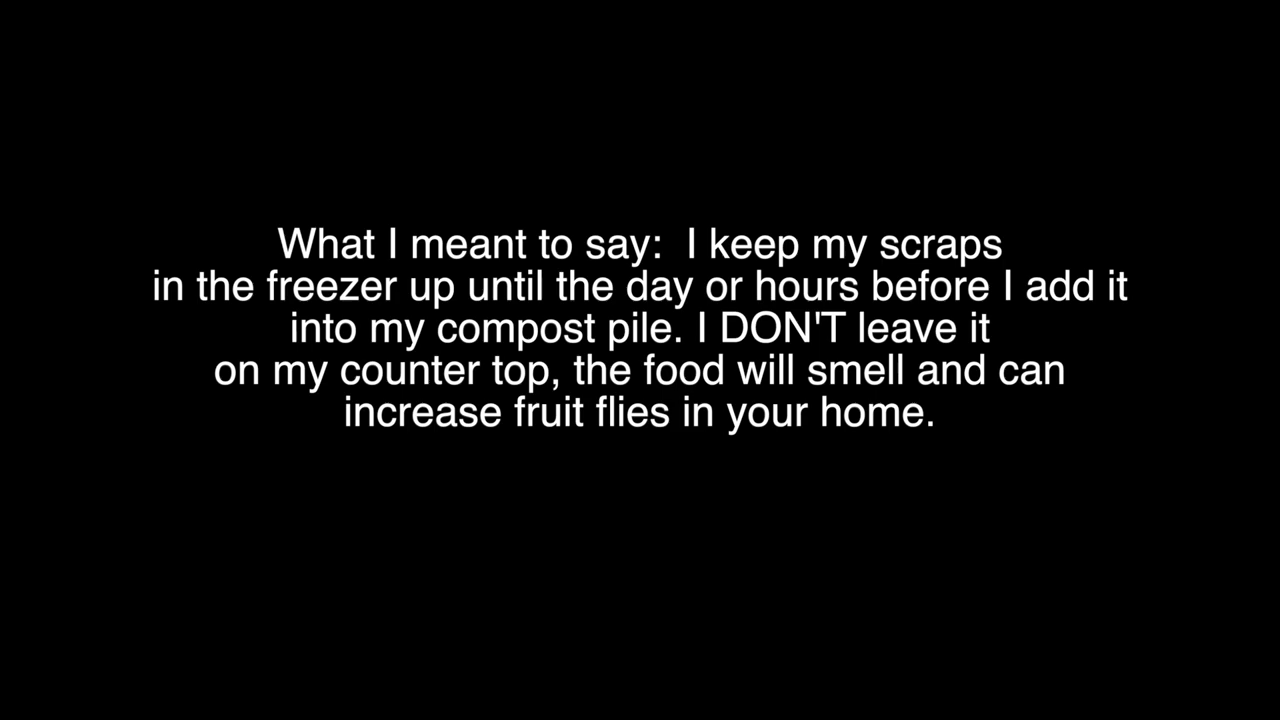 What I meant to say:  I keep my scraps
in the freezer up until the day or hours before I add it
into my compost pile. I DON'T leave it
on my counter top, the food will smell and can
increase fruit flies in your home.